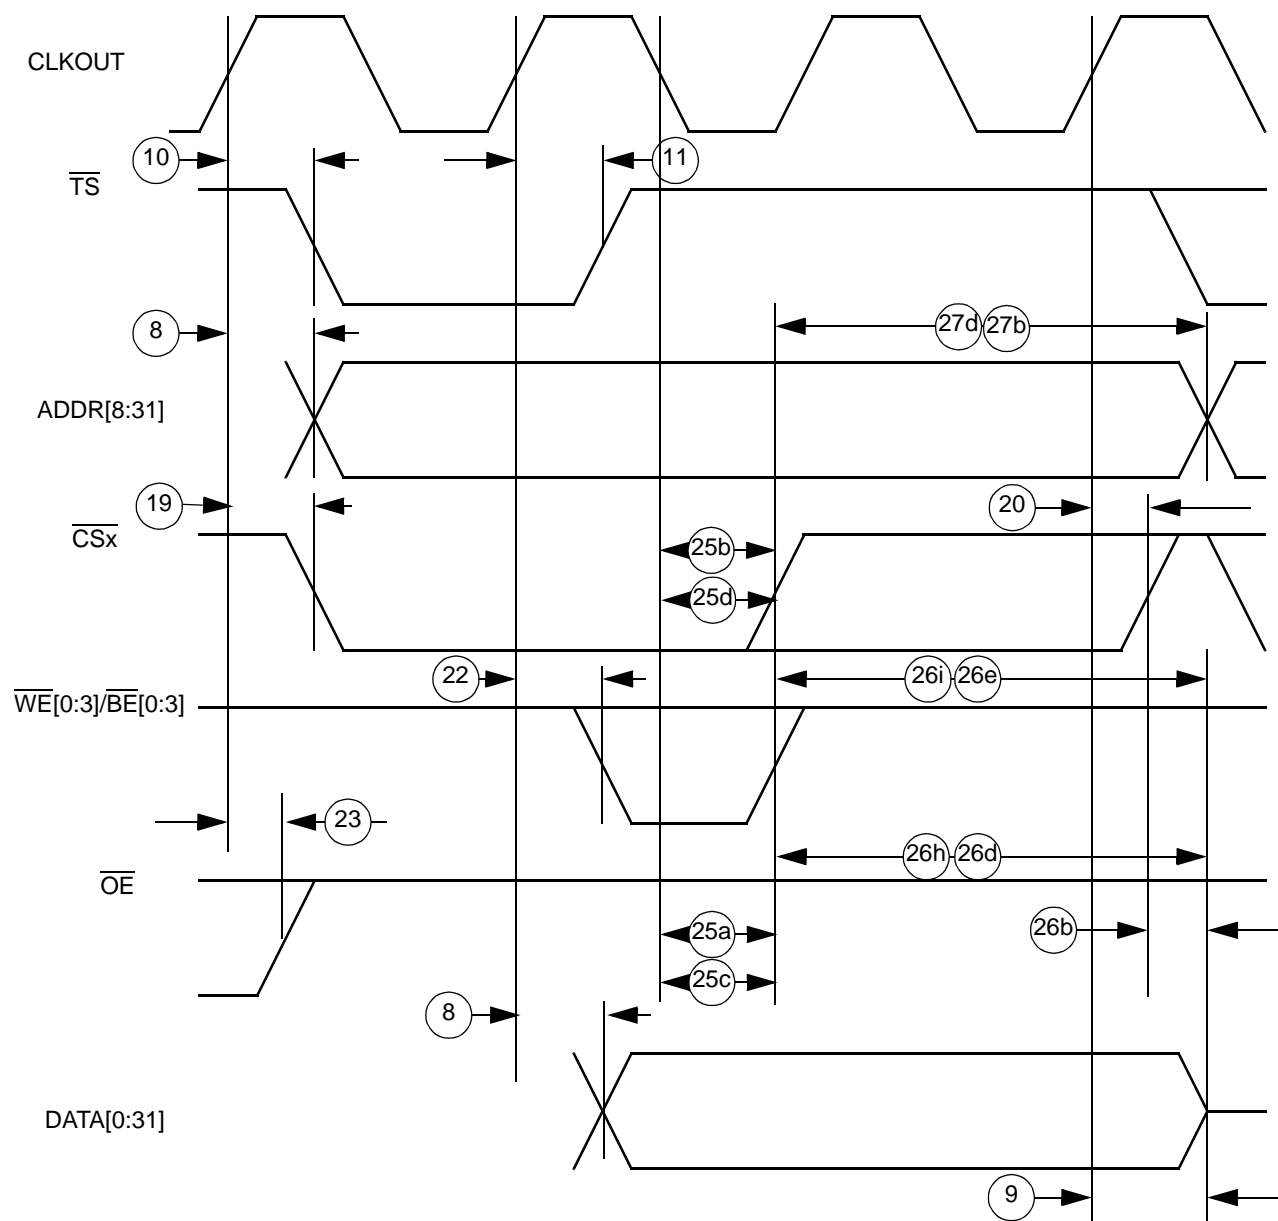 CLKOUT
10
11
TS
8
27d 27b
ADDR[8:31]
19
20
CSx
25b
25d
22
26i 26e
WE[0:3]/BE[0:3]
23
26h 26d
OE
25a
26b
25c
8
DATA[0:31]
9